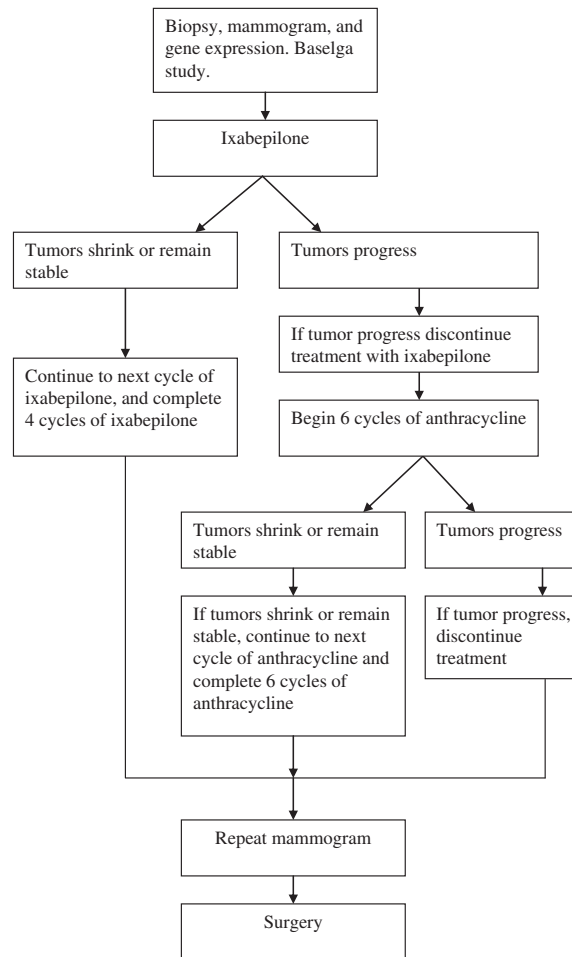 Biopsy, mammogram, and
gene expression. Baselga
study.
Ixabepilone
Tumors shrink or remain
stable
Tumors progress
If tumor progress discontinue
treatment with ixabepilone
Continue to next cycle of
ixabepilone, and complete
4 cycles of ixabepilone
Begin 6 cycles of anthracycline
Tumors shrink or remain
stable
Tumors progress
If tumors shrink or remain
stable, continue to next
cycle of anthracycline and
complete 6 cycles of
anthracycline
If tumor progress,
discontinue
treatment
Repeat mammogram
Surgery